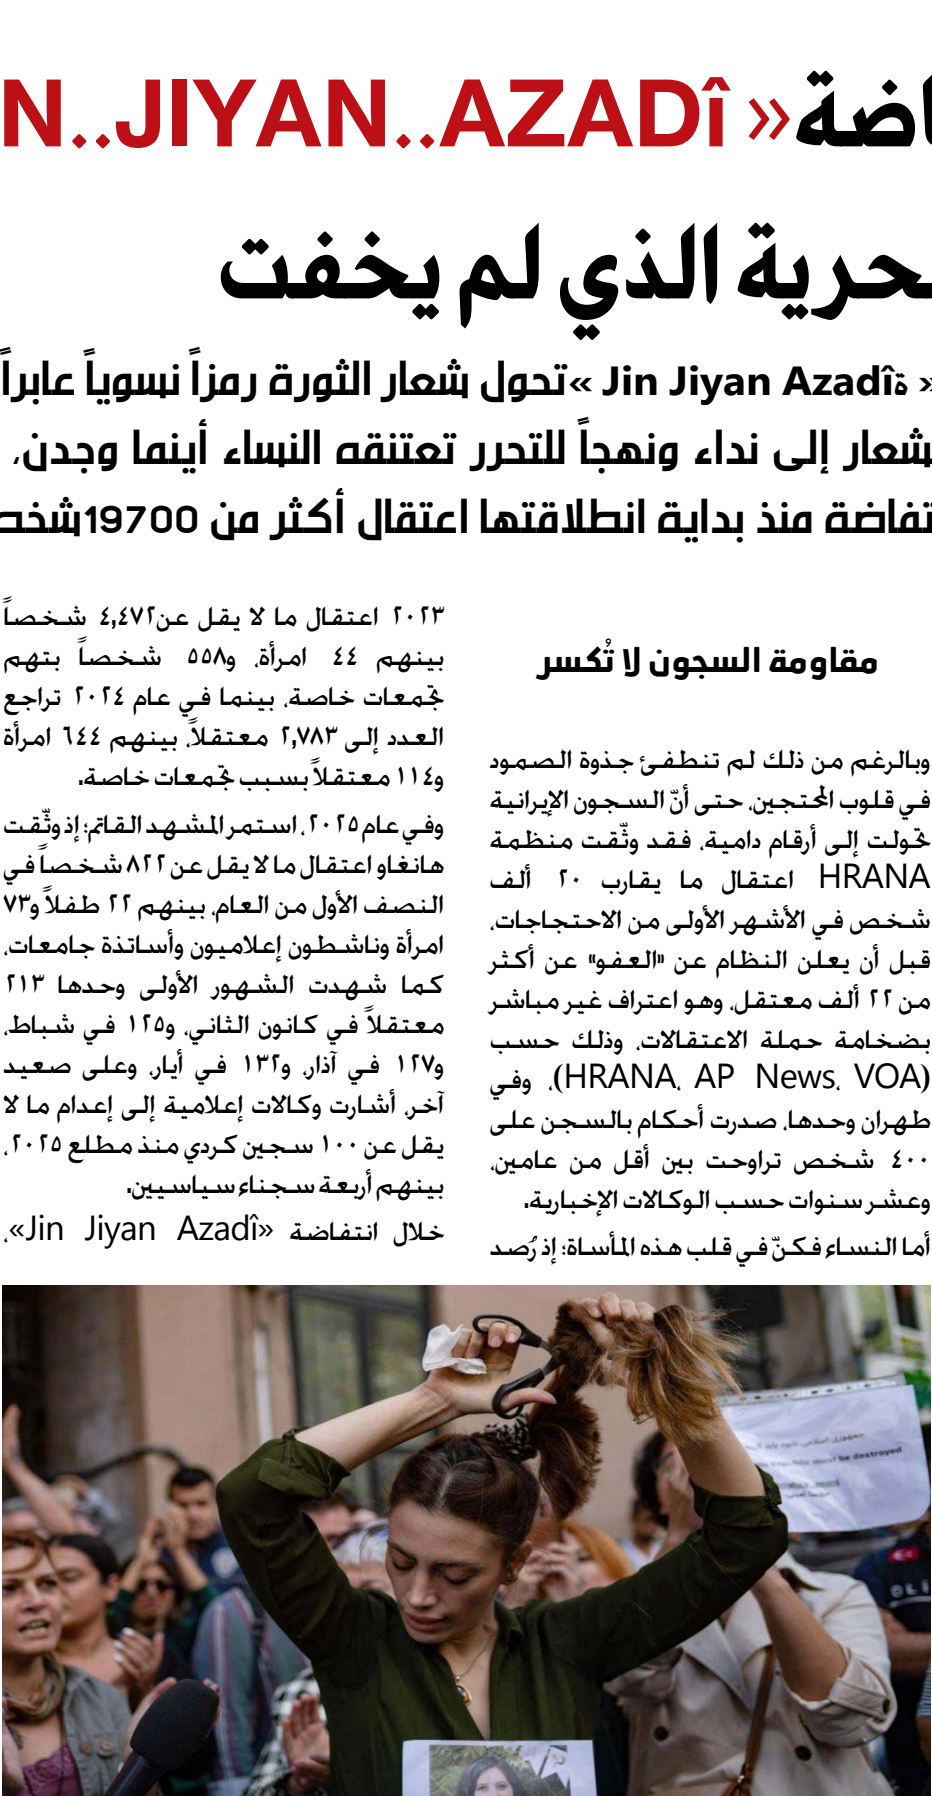 اضة» N..JIYAN..AZADî
حرية الذي لم يخفت
« ة Jin Jiyan Azadî» تحول شعار الثورة رمزاً نسوياً عابراً
شعار إلى نداء ونهجاً للتحرر تعتنقه النساء أينما وجدن،
تفاضة منذ بداية انطلاقتها اعتقال أكثر من 19700 شخص
مقاومة السجون لا تُكسر
وبالرغم من ذلك لم تنطفئ جذوة الصمود
في قلوب المحتجين، حتى أنّ السجون الإيرانية
تحولت إلى أرقام دامية، فقد وثّقت منظمة
HRANA اعتقال ما يقارب ٢٠ ألف
شخص في الأشهر الأولى من الاحتجاجات،
قبل أن يعلن النظام عن "العفو" عن أكثر
من ٢٢ ألف معتقل، وهو اعتراف غير مباشر
بضخامة حملة الاعتقالات، وذلك حسب
(HRANA، AP News، VOA)، وفي
طهران وحدها، صدرت أحكام بالسجن على
٤٠٠ شخص تراوحت بين أقل من عامين،
وعشر سنوات حسب الوكالات الإخبارية.
أما النساء فكنّ في قلب هذه المأساة؛ إذ رُصد
٢٠٢٣ اعتقال ما لا يقل عن٤,٤٧٢ شخصاً
بينهم ٤٤ امرأة، و٥٥٨ شخصاً بتهم
تجمعات خاصة، بينما في عام ٢٠٢٤ تراجع
العدد إلى ٢,٧٨٣ معتقلاً، بينهم ٦٤٤ امرأة
و١١٤ معتقلاً بسبب تجمعات خاصة.
وفي عام ٢٠٢٥، استمر المشهد القاتم؛ إذ وثّقت
هانغاو اعتقال ما لا يقل عن ٨٢٢ شخصاً في
النصف الأول من العام، بينهم ٢٢ طفلاً و٧٣
امرأة وناشطون إعلاميون وأساتذة جامعات،
كما شهدت الشهور الأولى وحدها ٢١٣
معتقلاً في كانون الثاني، و١٢٥ في شباط،
و١٢٧ في آذار، و١٣٢ في أيار، وعلى صعيد
آخر، أشارت وكالات إعلامية إلى إعدام ما لا
يقل عن ١٠٠ سجين كردي منذ مطلع ٢٠٢٥،
بينهم أربعة سجناء سياسيين.
خلال انتفاضة «Jin Jiyan Azadî»،
must be destroyed